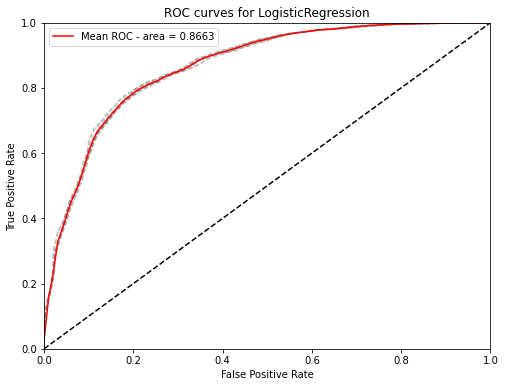 ROC curves for LogisticRegression
Mean ROC - area = 0.8663
1.0
0.8
0.6
0.4
0.2
0.0
True Positive Rate
0.0 0.2 0.4 0.6 0.8 1.0
False Positive Rate